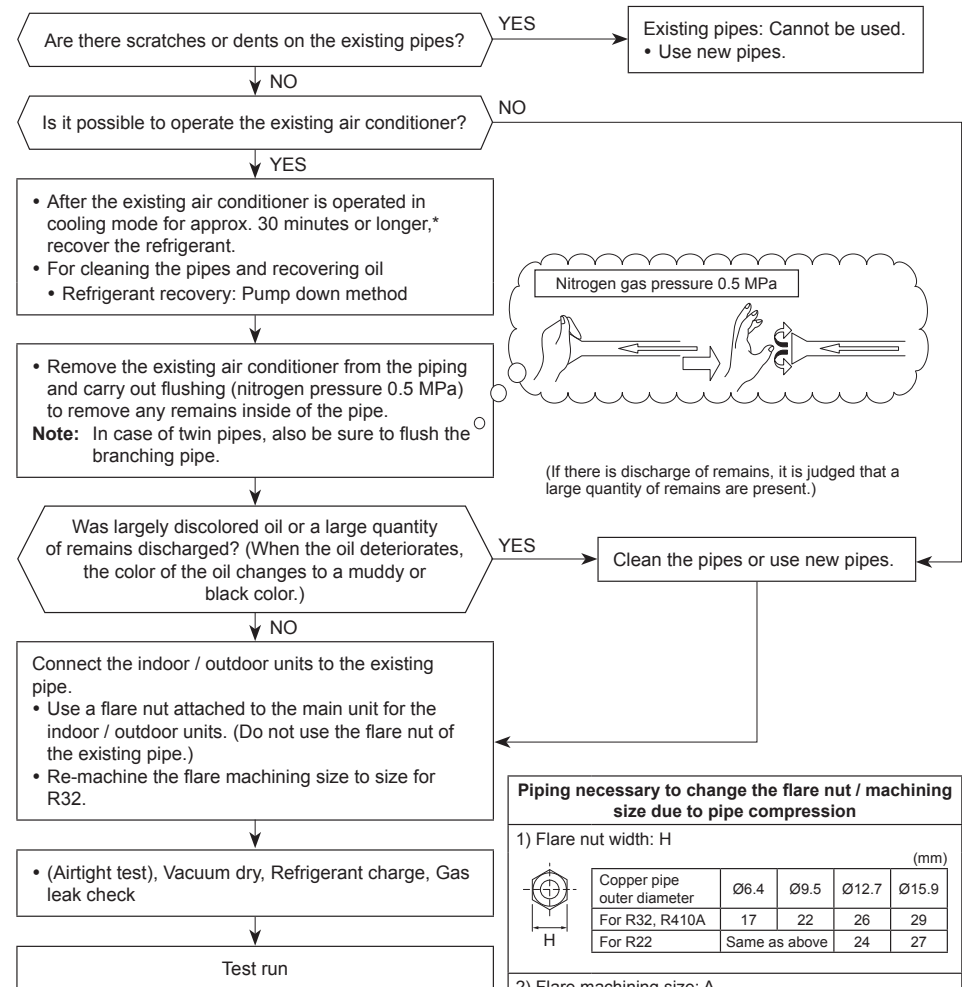 Are there scratches or dents on the existing pipes?
YES
Existing pipes: Cannot be used.
• Use new pipes.
NO
Is it possible to operate the existing air conditioner?
NO
YES
• After the existing air conditioner is operated in
cooling mode for approx. 30 minutes or longer,*
recover the refrigerant.
• For cleaning the pipes and recovering oil
• Refrigerant recovery: Pump down method
Nitrogen gas pressure 0.5 MPa
• Remove the existing air conditioner from the piping
and carry out flushing (nitrogen pressure 0.5 MPa)
to remove any remains inside of the pipe.
Note: In case of twin pipes, also be sure to flush the
branching pipe.
(If there is discharge of remains, it is judged that a
large quantity of remains are present.)
Was largely discolored oil or a large quantity
of remains discharged? (When the oil deteriorates,
the color of the oil changes to a muddy or
black color.)
YES
Clean the pipes or use new pipes.
NO
Connect the indoor / outdoor units to the existing
pipe.
• Use a flare nut attached to the main unit for the
indoor / outdoor units. (Do not use the flare nut of
the existing pipe.)
• Re-machine the flare machining size to size for
R32.
• (Airtight test), Vacuum dry, Refrigerant charge, Gas
leak check
Test run
Piping necessary to change the flare nut / machining
size due to pipe compression
1) Flare nut width: H
(mm)
Copper pipe
outer diameter Ø6.4 Ø9.5 Ø12.7 Ø15.9
For R32, R410A 17 22 26 29
For R22 Same as above 24 27
H
2) Flare machining size: A